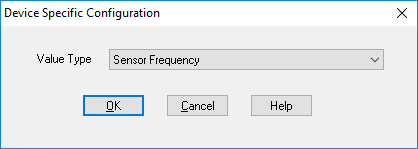 Device Specific Configuration
Value Type Sensor Frequency
OK Cancel Help